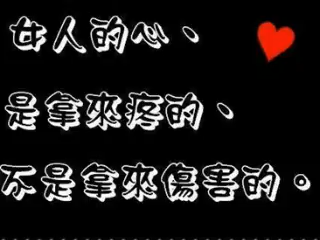 女人的心、
是拿來疼的、
不是拿來傷害的。